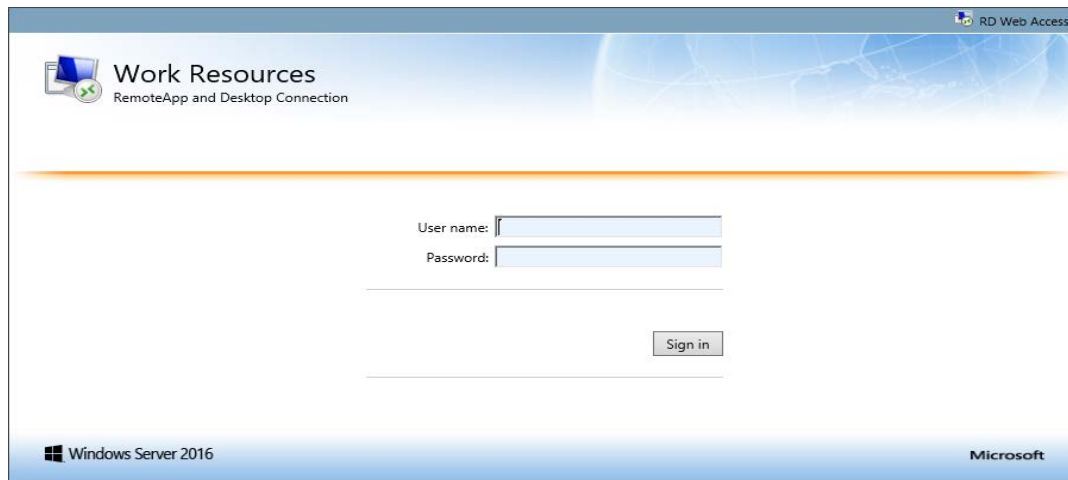 RD Web Access
Work Resources
RemoteApp and Desktop Connection
User name:
Password:
Sign in
Windows Server 2016
Microsoft